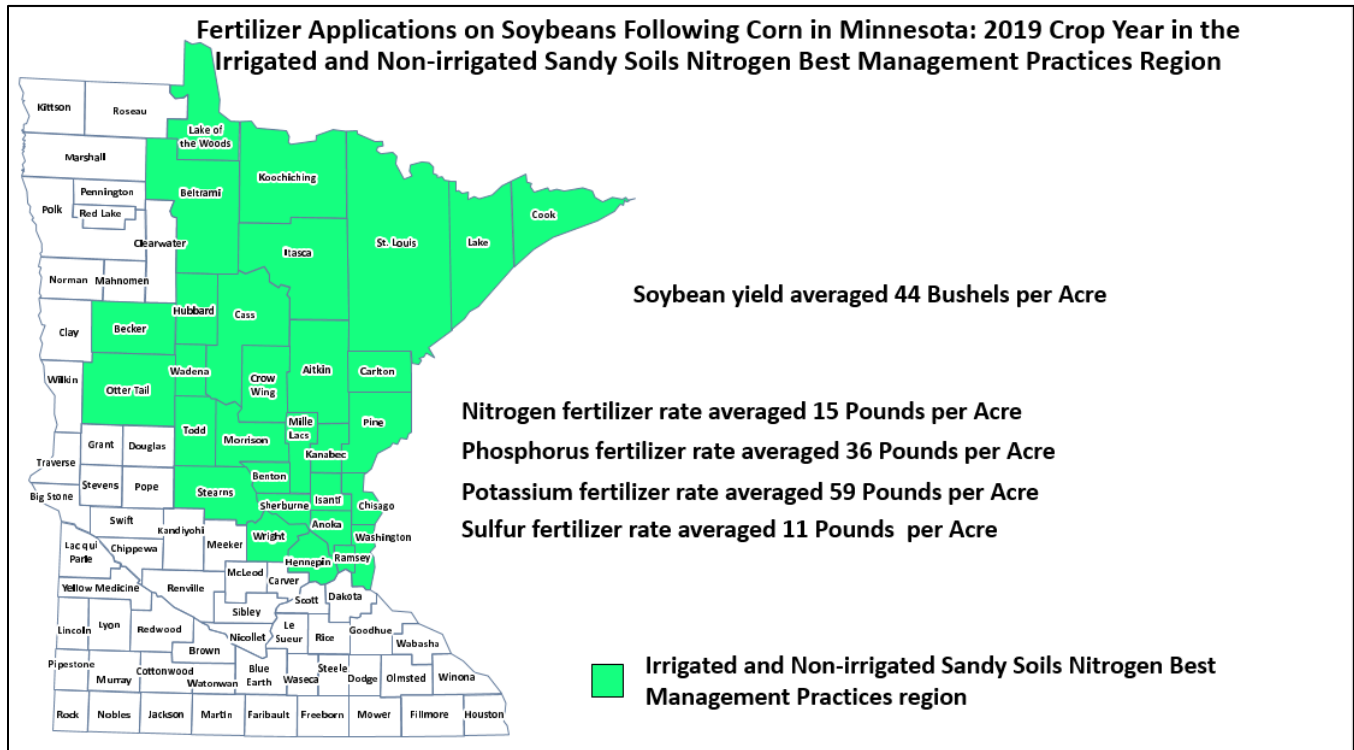 Fertilizer Applications on Soybeans Following Corn in Minnesota: 2019 Crop Year in the
Irrigated and Non-irrigated Sandy Soils Nitrogen Best Management Practices Region
Kittson
Roseau
Lake of
the Woods
Marshall
Koochiching
Pennington
Beltrami
Polk
Red Lake
Cook
Clearwater
St. Louis
Lake
Itasca
Norman
Mahnomen
Hubbard
Cass
Clay
Becker
Soybean yield averaged 44 Bushels per Acre
Wilkin
Wadena
Aitkin
Carlton
Otter Tail
Crow
Wing
Nitrogen fertilizer rate averaged 15 Pounds per Acre
Mille
Lacs
Pine
Todd
Morrison
Grant
Douglas
Kanabec
Phosphorus fertilizer rate averaged 36 Pounds per Acre
Traverse
Benton
Stevens
Pope
Stearns
Big Stone
Isanti
Sherburne
Chisago
Potassium fertilizer rate averaged 59 Pounds per Acre
Swift
Kandiyohi
Anoka
Sulfur fertilizer rate averaged 11 Pounds per Acre
Wright
Washington
Lac qui
Parle
Chippewa
Meeker
Hennepin
Ramsey
McLeod
Carver
Yellow Medicine
Renville
Scott
Dakota
Sibley
Lincoln
Lyon
Redwood
Nicollet
Le
Sueur
Rice
Goodhue
Wabasha
Brown
Pipestone
Murray
Cottonwood
Watonwan
Blue
Earth
Waseca
Steele
Dodge
Olmsted
Winona
Irrigated and Non-irrigated Sandy Soils Nitrogen Best
Management Practices region
Rock
Nobles
Jackson
Martin
Faribault
Freeborn
Mower
Fillmore
Houston